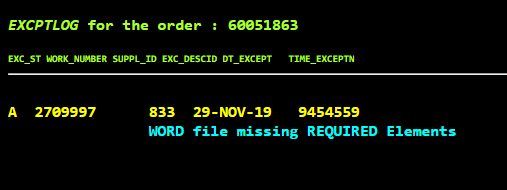 EXCPTLOG for the order : 60051863
EXC_ST WORK_NUMBER SUPPL_ID EXC_DESCID DT_EXCEPT TIME_EXCEPTN
A 2709997 833 29-NOV-19 9454559
WORD file missing REQUIRED Elements